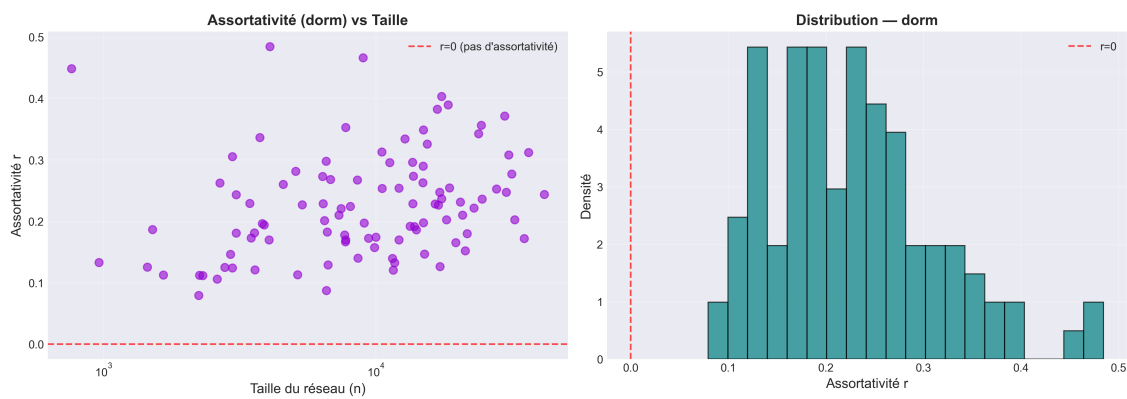 Assortativité (dorm) vs Taille
r=0 (pas d'assortativité)
Assortativité r
0.5
0.4
0.3
0.2
0.1
0.0
10³
10⁴
Taille du réseau (n)
Distribution — dorm
r=0
Densité
5
4
3
2
1
0
0.0
0.1
0.2
0.3
0.4
0.5
Assortativité r